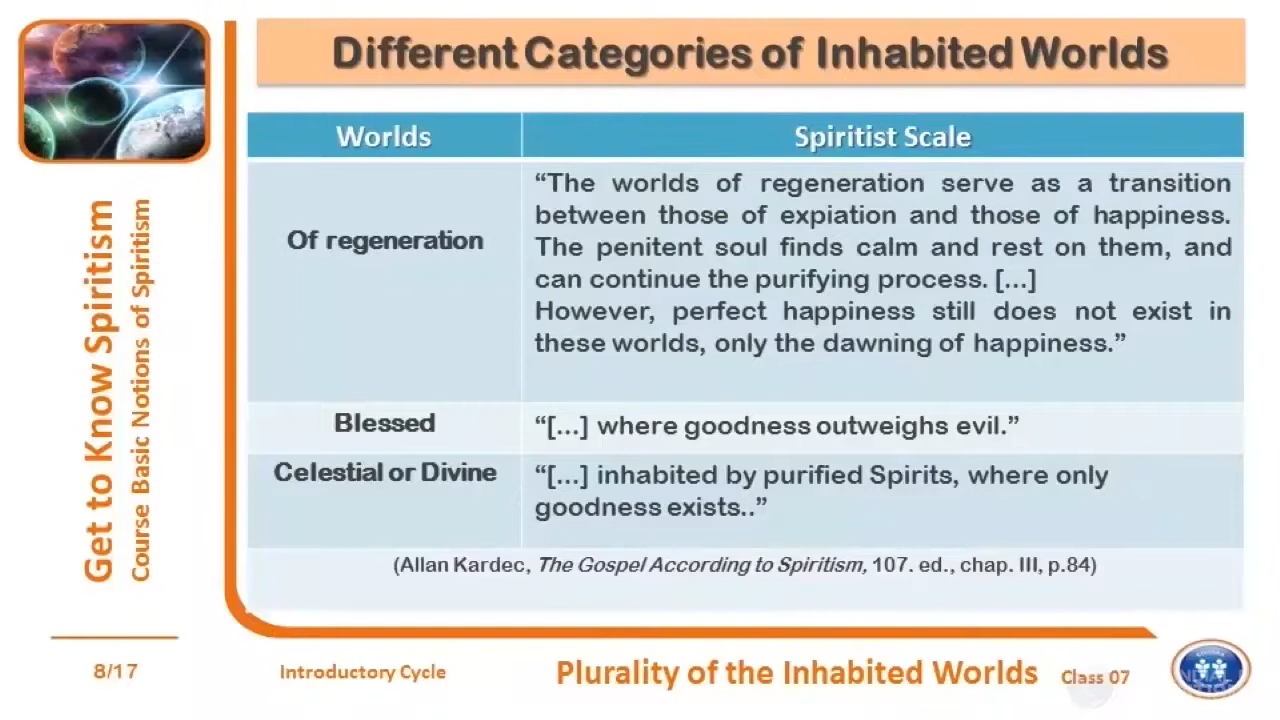 Different Categories of Inhabited Worlds
Worlds
Spiritist Scale
Of regeneration
“The worlds of regeneration serve as a transition
between those of expiation and those of happiness.
The penitent soul finds calm and rest on them, and
can continue the purifying process. [...]
However, perfect happiness still does not exist in
these worlds, only the dawning of happiness.”
Blessed
“[...] where goodness outweighs evil.”
Celestial or Divine
“[...] inhabited by purified Spirits, where only
goodness exists..”
(Allan Kardec, The Gospel According to Spiritism, 107. ed., chap. III, p.84)
Get to Know Spiritism
Course Basic Notions of Spiritism
8/17
Introductory Cycle
Plurality of the Inhabited Worlds
Class 07